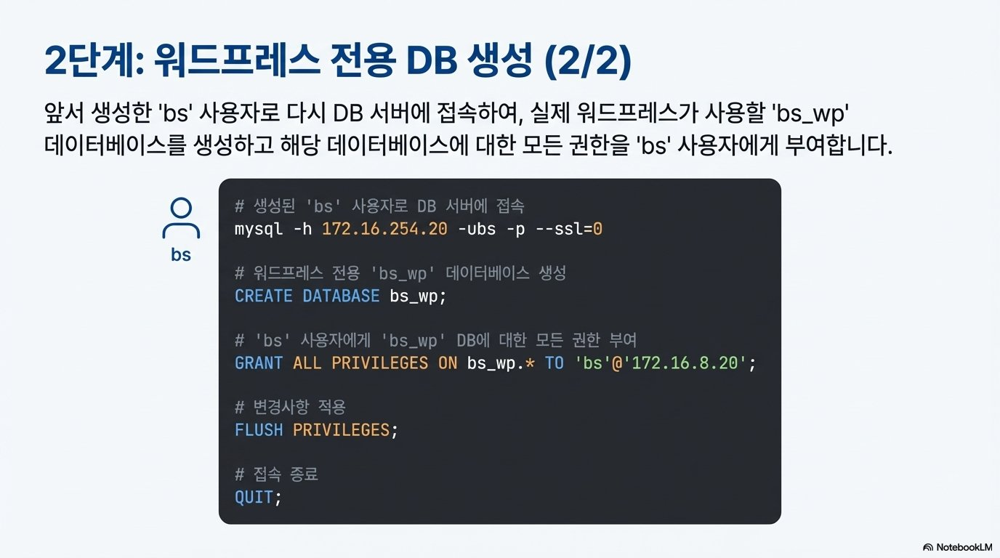 2단계: 워드프레스 전용 DB 생성 (2/2)
앞서 생성한 'bs' 사용자로 다시 DB 서버에 접속하여, 실제 워드프레스가 사용할 'bs_wp'
데이터베이스를 생성하고 해당 데이터베이스에 대한 모든 권한을 'bs' 사용자에게 부여합니다.
bs
# 생성된 'bs' 사용자로 DB 서버에 접속
mysql -h 172.16.254.20 -ubs -p --ssl=0
# 워드프레스 전용 'bs_wp' 데이터베이스 생성
CREATE DATABASE bs_wp;
# 'bs' 사용자에게 'bs_wp' DB에 대한 모든 권한 부여
GRANT ALL PRIVILEGES ON bs_wp.* TO 'bs'@'172.16.8.20';
# 변경사항 적용
FLUSH PRIVILEGES;
# 접속 종료
QUIT;
NotebookLM